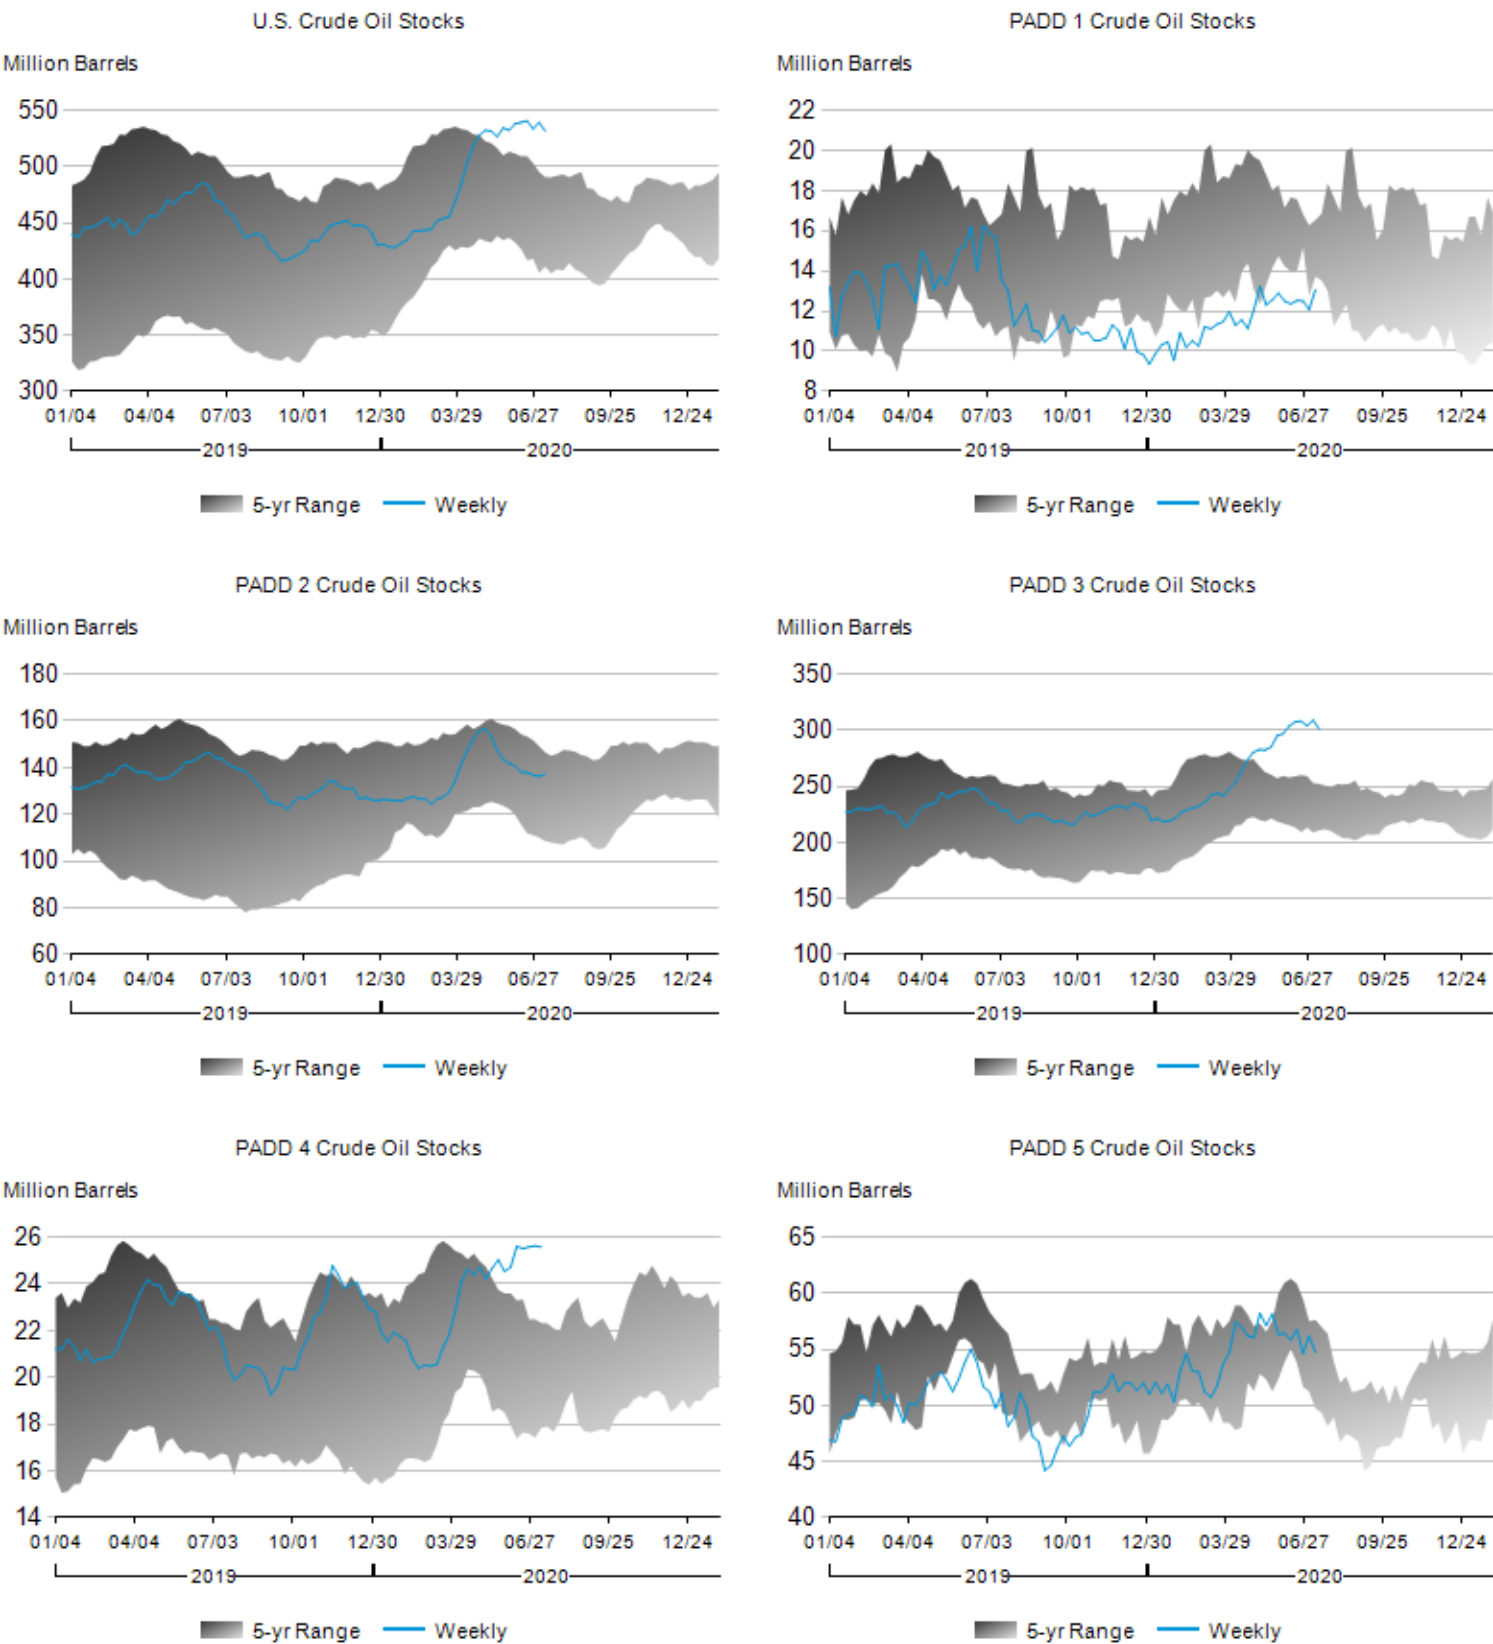 U.S. Crude Oil Stocks
Million Barrels
550
500
450
400
350
300
01/04 04/04 07/03 10/01 12/30 03/29 06/27 09/25 12/24
2019 2020
5-yr Range Weekly
PADD 1 Crude Oil Stocks
Million Barrels
22
20
18
16
14
12
10
8
01/04 04/04 07/03 10/01 12/30 03/29 06/27 09/25 12/24
2019 2020
5-yr Range Weekly
PADD 2 Crude Oil Stocks
Million Barrels
180
160
140
120
100
80
60
01/04 04/04 07/03 10/01 12/30 03/29 06/27 09/25 12/24
2019 2020
5-yr Range Weekly
PADD 3 Crude Oil Stocks
Million Barrels
350
300
250
200
150
100
01/04 04/04 07/03 10/01 12/30 03/29 06/27 09/25 12/24
2019 2020
5-yr Range Weekly
PADD 4 Crude Oil Stocks
Million Barrels
26
24
22
20
18
16
14
01/04 04/04 07/03 10/01 12/30 03/29 06/27 09/25 12/24
2019 2020
5-yr Range Weekly
PADD 5 Crude Oil Stocks
Million Barrels
65
60
55
50
45
40
01/04 04/04 07/03 10/01 12/30 03/29 06/27 09/25 12/24
2019 2020
5-yr Range Weekly